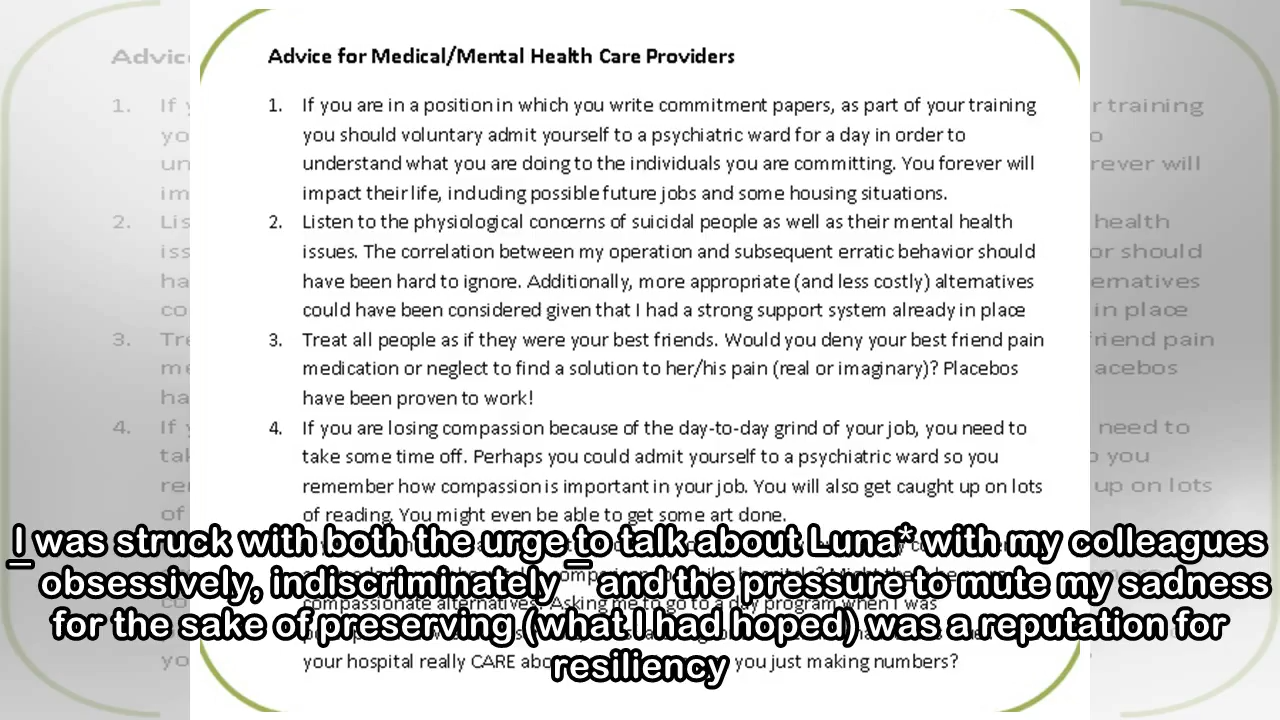 Advice for Medical/Mental Health Care Providers
1. If you are in a position in which you write commitment papers, as part of your training
you should voluntary admit yourself to a psychiatric ward for a day in order to
understand what you are doing to the individuals you are committing. You forever will
impact their life, including possible future jobs and some housing situations.
2. Listen to the physiological concerns of suicidal people as well as their mental health
issues. The correlation between my operation and subsequent erratic behavior should
have been hard to ignore. Additionally, more appropriate (and less costly) alternatives
could have been considered given that I had a strong support system already in place
3. Treat all people as if they were your best friends. Would you deny your best friend pain
medication or neglect to find a solution to her/his pain (real or imaginary)? Placebos
have been proven to work!
4. If you are losing compassion because of the day-to-day grind of your job, you need to
take some time off. Perhaps you could admit yourself to a psychiatric ward so you
remember how compassion is important in your job. You will also get caught up on lots
of reading. You might even be able to get some art done.
I was struck with both the urge to talk about Luna* with my colleagues
_ obsessively, indiscriminately _ and the pressure to mute my sadness
compassionate alternatives. Asking me to go to a day program when I was
for the sake of preserving (what I had hoped) was a reputation for
your hospital really CARE you just making numbers?
resiliency